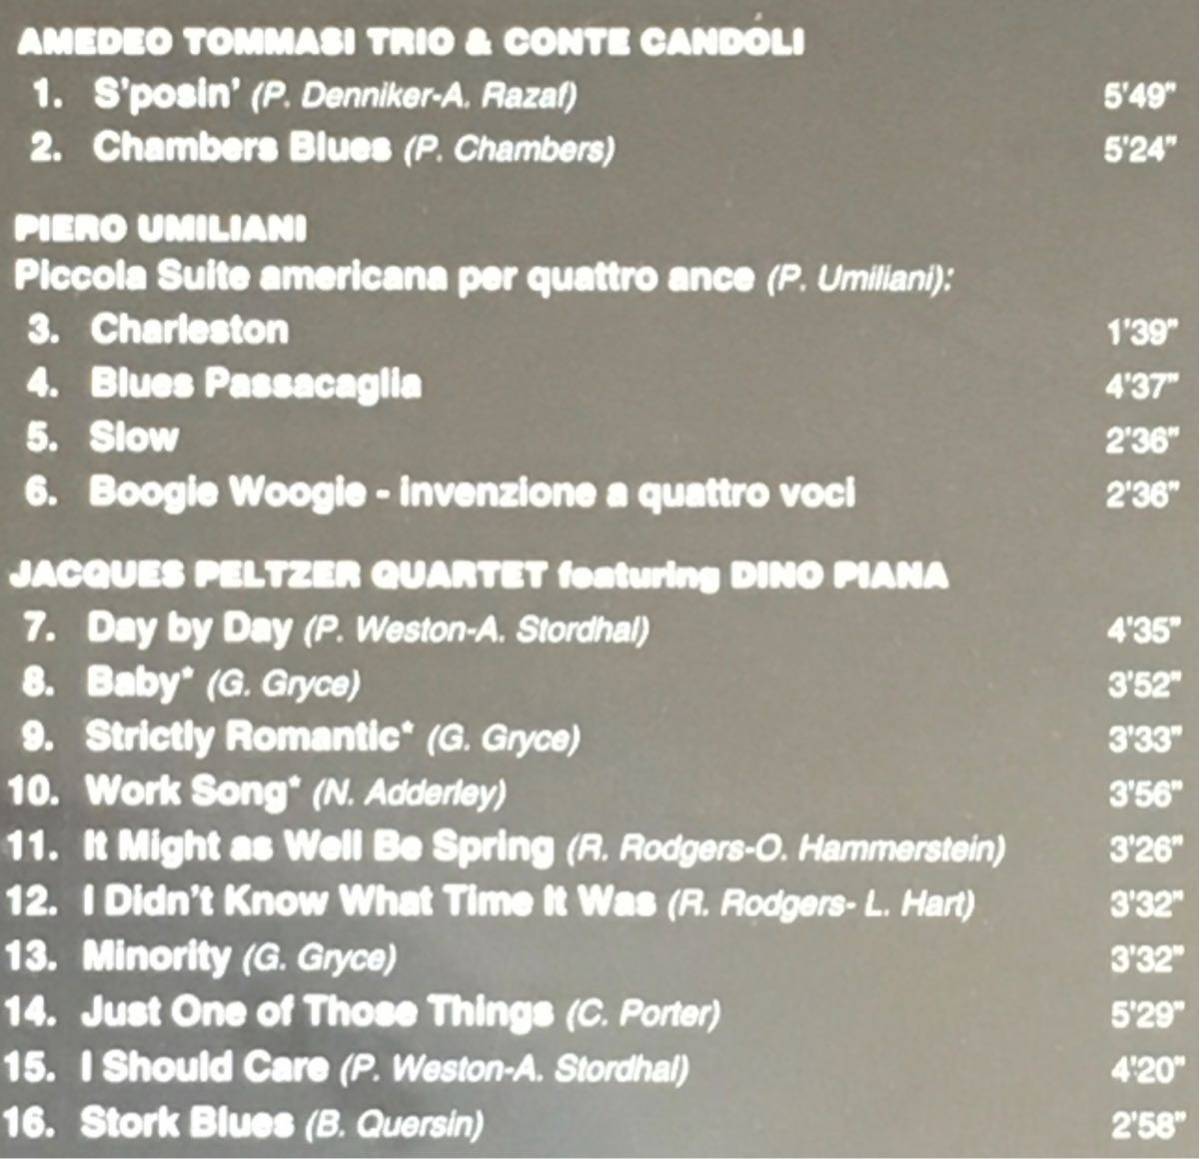 AMEDEO TOMMASI TRIO & CONTE CANDOLI
1. S'posin' (P. Denniker-A. Razaf) 5'49"
2. Chambers Blues (P. Chambers) 5'24"
PIERO UMILIANI
Piccola Suite americana per quattro ance (P. Umiliani):
3. Charleston 1'39"
4. Blues Passacaglia 4'37"
5. Slow 2'36"
6. Boogie Woogie - invenzione a quattro voci 2'36"
JACQUES PELTZER QUARTET featuring DINO PIANA
7. Day by Day (P. Weston-A. Stordhal) 4'35"
8. Baby* (G. Gryce) 3'52"
9. Strictly Romantic* (G. Gryce) 3'33"
10. Work Song* (N. Adderley) 3'56"
11. It Might as Well Be Spring (R. Rodgers-O. Hammerstein) 3'26"
12. I Didn't Know What Time It Was (R. Rodgers- L. Hart) 3'32"
13. Minority (G. Gryce) 3'32"
14. Just One of Those Things (C. Porter) 5'29"
15. I Should Care (P. Weston-A. Stordhal) 4'20"
16. Stork Blues (B. Quersin) 2'58"